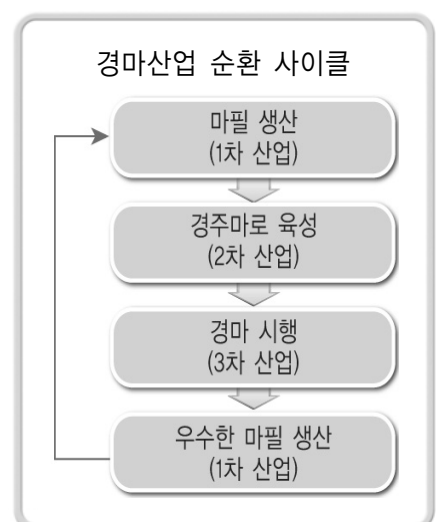 경마산업 순환 사이클
마필 생산
(1차 산업)
경주마로 육성
(2차 산업)
경마 시행
(3차 산업)
우수한 마필 생산
(1차 산업)